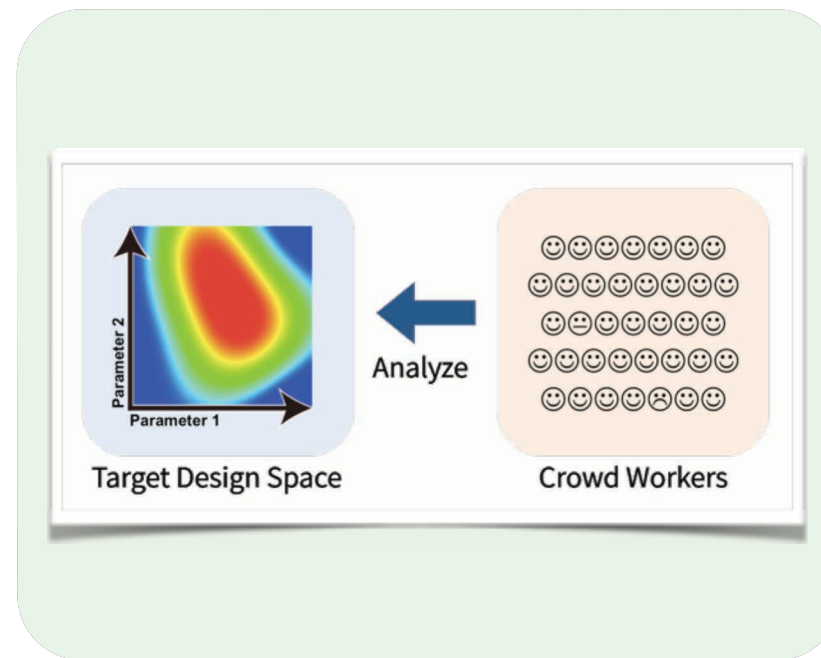 Parameter 2
Parameter 1
Analyze
Target Design Space
Crowd Workers